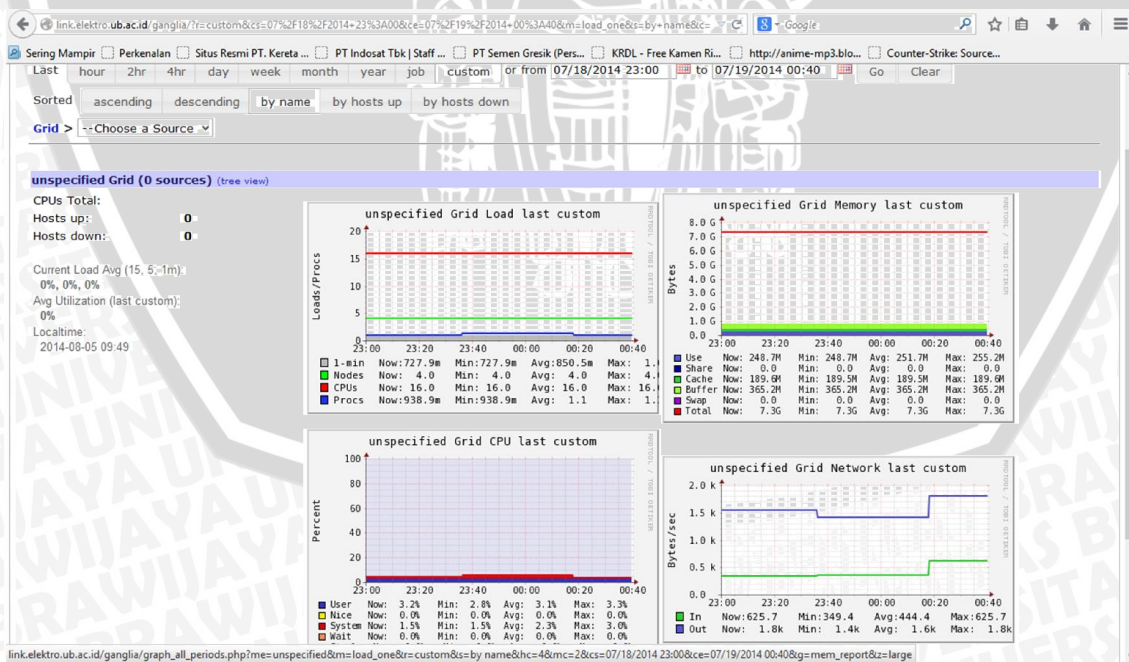 link.elektro.ub.ac.id/ganglia/?r=custom&cs=07%2F18%2F2014+23%3A00&ce=07%2F19%2F2014+00%3A40&m=load_one&s=by+name&c= Google
Sering Mampir Perkenalan Situs Resmi PT. Kereta ... PT Indosat Tbk | Staff ... PT Semen Gresik (Pers... KRDL - Free Kamen Ri... http://anime-mp3.blo... Counter-Strike: Source...
Last hour 2hr 4hr day week month year job custom or from 07/18/2014 23:00 to 07/19/2014 00:40 Go Clear
Sorted ascending descending by name by hosts up by hosts down
Grid > --Choose a Source
unspecified Grid (0 sources) (tree view)
CPUs Total:
Hosts up: 0
Hosts down: 0
Current Load Avg (15, 5, 1m):
0%, 0%, 0%
Avg Utilization (last custom):
0%
Localtime:
2014-08-05 09:49
unspecified Grid Load last custom
RRDTOOL / TOBI OETIKER
Loads/Procs
20
15
10
5
0
23:00 23:20 23:40 00:00 00:20 00:40
1-min Now:727.9m Min:727.9m Avg:850.5m Max: 1.
Nodes Now: 4.0 Min: 4.0 Avg: 4.0 Max: 4.
CPUs Now: 16.0 Min: 16.0 Avg: 16.0 Max: 16.
Procs Now:938.9m Min:938.9m Avg: 1.1 Max: 1.
unspecified Grid Memory last custom
RRDTOOL / TOBI OETIKER
Bytes
8.0 G
7.0 G
6.0 G
5.0 G
4.0 G
3.0 G
2.0 G
1.0 G
0.0
23:00 23:20 23:40 00:00 00:20 00:40
Use Now: 248.7M Min: 248.7M Avg: 251.7M Max: 255.2M
Share Now: 0.0 Min: 0.0 Avg: 0.0 Max: 0.0
Cache Now: 189.6M Min: 189.5M Avg: 189.5M Max: 189.6M
Buffer Now: 365.2M Min: 365.2M Avg: 365.2M Max: 365.2M
Swap Now: 0.0 Min: 0.0 Avg: 0.0 Max: 0.0
Total Now: 7.3G Min: 7.3G Avg: 7.3G Max: 7.3G
unspecified Grid CPU last custom
RRDTOOL / TOBI OETIKER
Percent
100
80
60
40
20
0
23:00 23:20 23:40 00:00 00:20 00:40
User Now: 3.2% Min: 2.8% Avg: 3.1% Max: 3.3%
Nice Now: 0.0% Min: 0.0% Avg: 0.0% Max: 0.0%
System Now: 1.5% Min: 1.5% Avg: 2.3% Max: 3.0%
Wait Now: 0.0% Min: 0.0% Avg: 0.0% Max: 0.0%
unspecified Grid Network last custom
RRDTOOL / TOBI OETIKER
Bytes/sec
2.0 k
1.5 k
1.0 k
0.5 k
0.0
23:00 23:20 23:40 00:00 00:20 00:40
In Now:625.7 Min:349.4 Avg:444.4 Max:625.7
Out Now: 1.8k Min: 1.4k Avg: 1.6k Max: 1.8k
link.elektro.ub.ac.id/ganglia/graph_all_periods.php?me=unspecified&m=load_one&r=custom&s=by name&hc=4&mc=2&cs=07/18/2014 23:00&ce=07/19/2014 00:40&g=mem_report&z=large